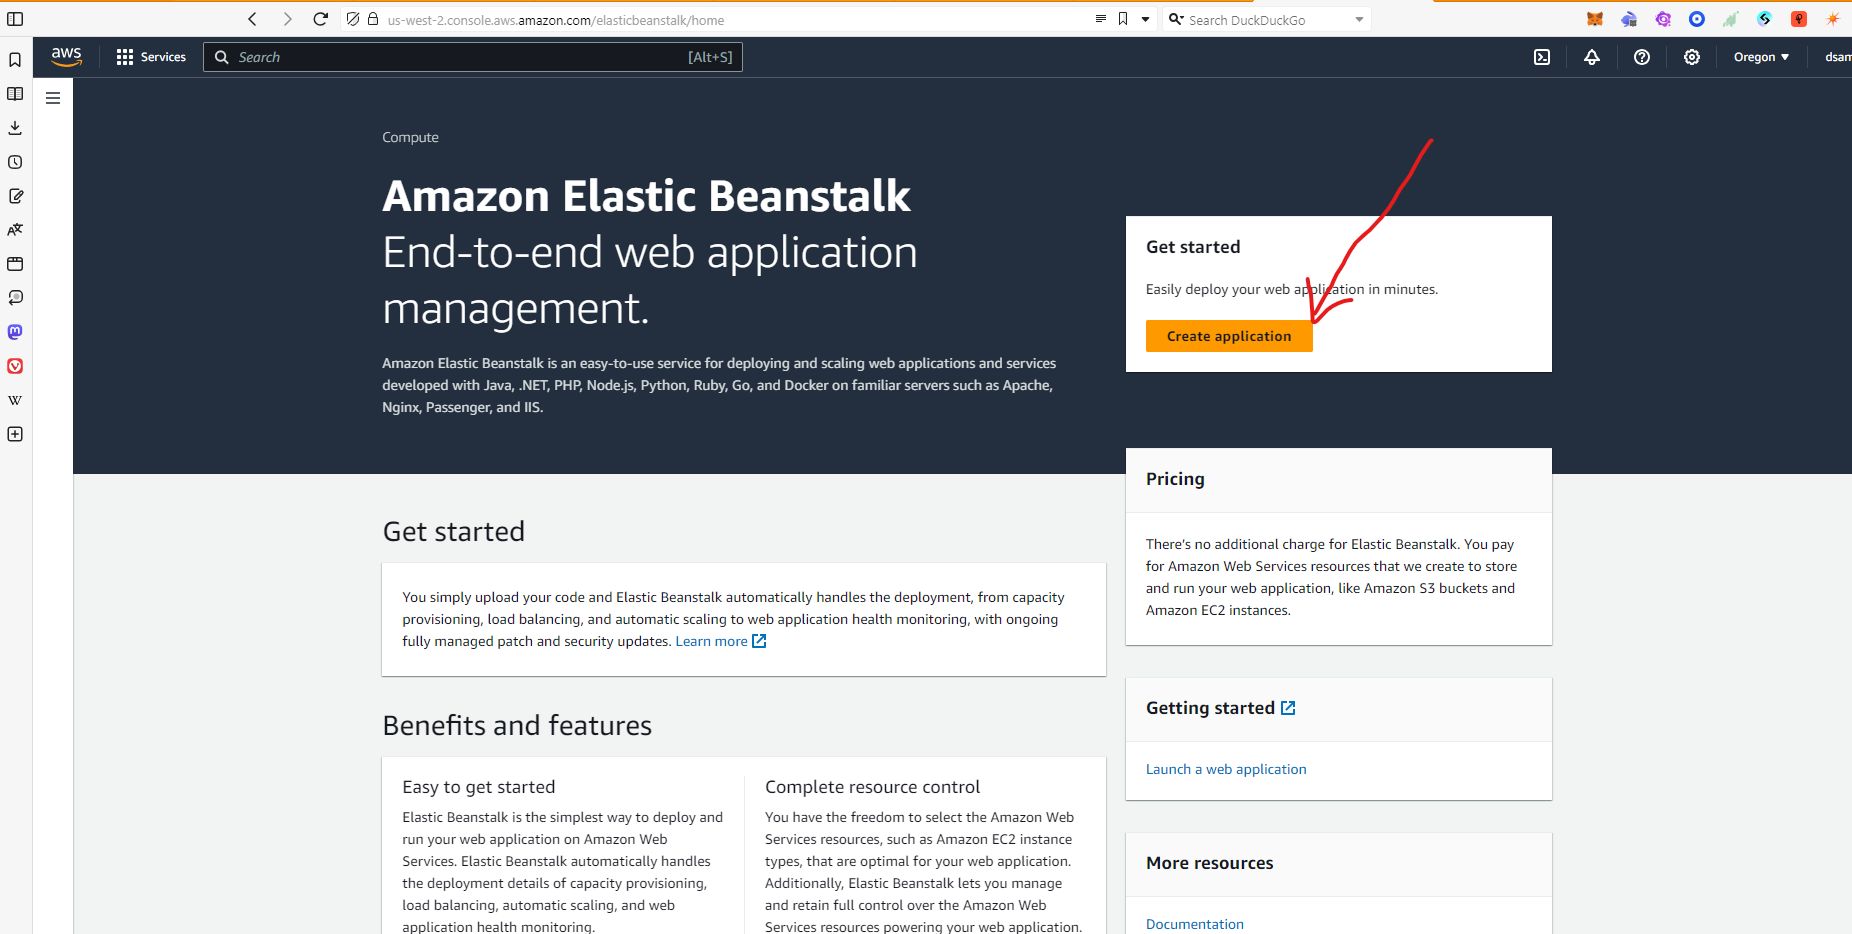 us-west-2.console.aws.amazon.com/elasticbeanstalk/home
Search DuckDuckGo
aws
Services
Search
[Alt+S]
Oregon
dsam
Compute
Amazon Elastic Beanstalk
End-to-end web application
management.
Amazon Elastic Beanstalk is an easy-to-use service for deploying and scaling web applications and services
developed with Java, .NET, PHP, Node.js, Python, Ruby, Go, and Docker on familiar servers such as Apache,
Nginx, Passenger, and IIS.
Get started
Easily deploy your web application in minutes.
Create application
Pricing
There's no additional charge for Elastic Beanstalk. You pay
for Amazon Web Services resources that we create to store
and run your web application, like Amazon S3 buckets and
Amazon EC2 instances.
Get started
You simply upload your code and Elastic Beanstalk automatically handles the deployment, from capacity
provisioning, load balancing, and automatic scaling to web application health monitoring, with ongoing
fully managed patch and security updates. Learn more
Getting started
Launch a web application
Benefits and features
Easy to get started
Elastic Beanstalk is the simplest way to deploy and
run your web application on Amazon Web
Services. Elastic Beanstalk automatically handles
the deployment details of capacity provisioning,
load balancing, automatic scaling, and web
application health monitoring.
Complete resource control
You have the freedom to select the Amazon Web
Services resources, such as Amazon EC2 instance
types, that are optimal for your web application.
Additionally, Elastic Beanstalk lets you manage
and retain full control over the Amazon Web
Services resources powering your web application.
More resources
Documentation